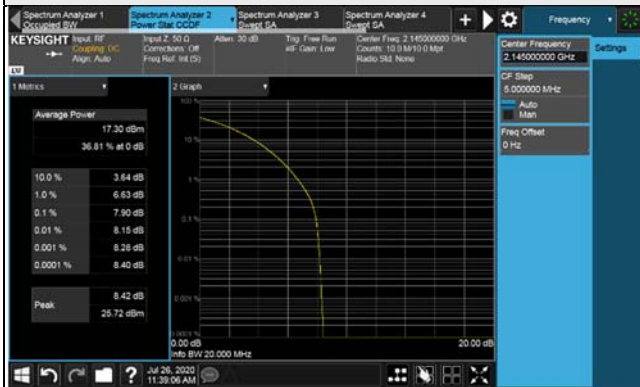 Spectrum Analyzer 1
Occupied BW
Spectrum Analyzer 2
Power Stat CCDF
Spectrum Analyzer 3
Swept SA
Spectrum Analyzer 4
Swept SA
Frequency
KEYSIGHT
Input: RF
Coupling: DC
Align: Auto
Input Z: 50 Ω
Corrections: Off
Freq Ref: Int (S)
Atten: 30 dB
Trig: Free Run
#IF Gain: Low
Center Freq: 2.145000000 GHz
Counts: 10.0 M/10.0 Mpt
Radio Std: None
Center Frequency
2.145000000 GHz
Settings
CF Step
5.000000 MHz
Auto
Man
Freq Offset
0 Hz
1 Metrics
2 Graph
Average Power
17.30 dBm
36.81 % at 0 dB
10.0 % 3.64 dB
1.0 % 6.63 dB
0.1 % 7.90 dB
0.01 % 8.15 dB
0.001 % 8.26 dB
0.0001 % 8.40 dB
Peak 8.42 dB
25.72 dBm
100 %
10 %
1 %
0.1 %
0.01 %
0.001 %
0.0001 %
0.00 dB
20.00 dB
Info BW 20.000 MHz
Jul 26, 2020
11:39:06 AM